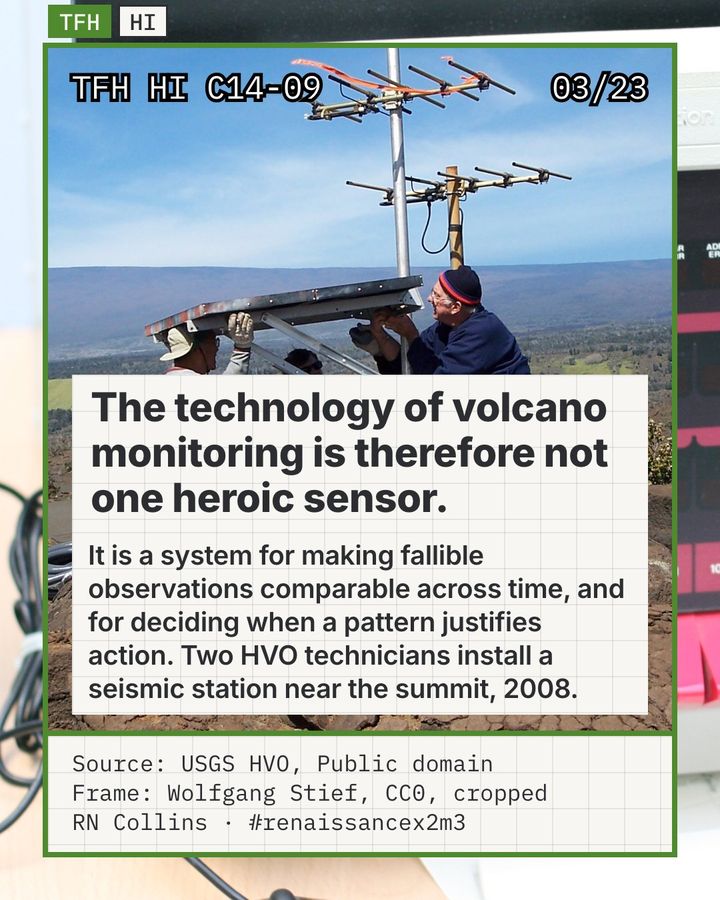 TFH HI
TFH HI C14-09 03/23
The technology of volcano
monitoring is therefore not
one heroic sensor.
It is a system for making fallible
observations comparable across time, and
for deciding when a pattern justifies
action. Two HVO technicians install a
seismic station near the summit, 2008.
Source: USGS HVO, Public domain
Frame: Wolfgang Stief, CC0, cropped
RN Collins · #renaissancex2m3